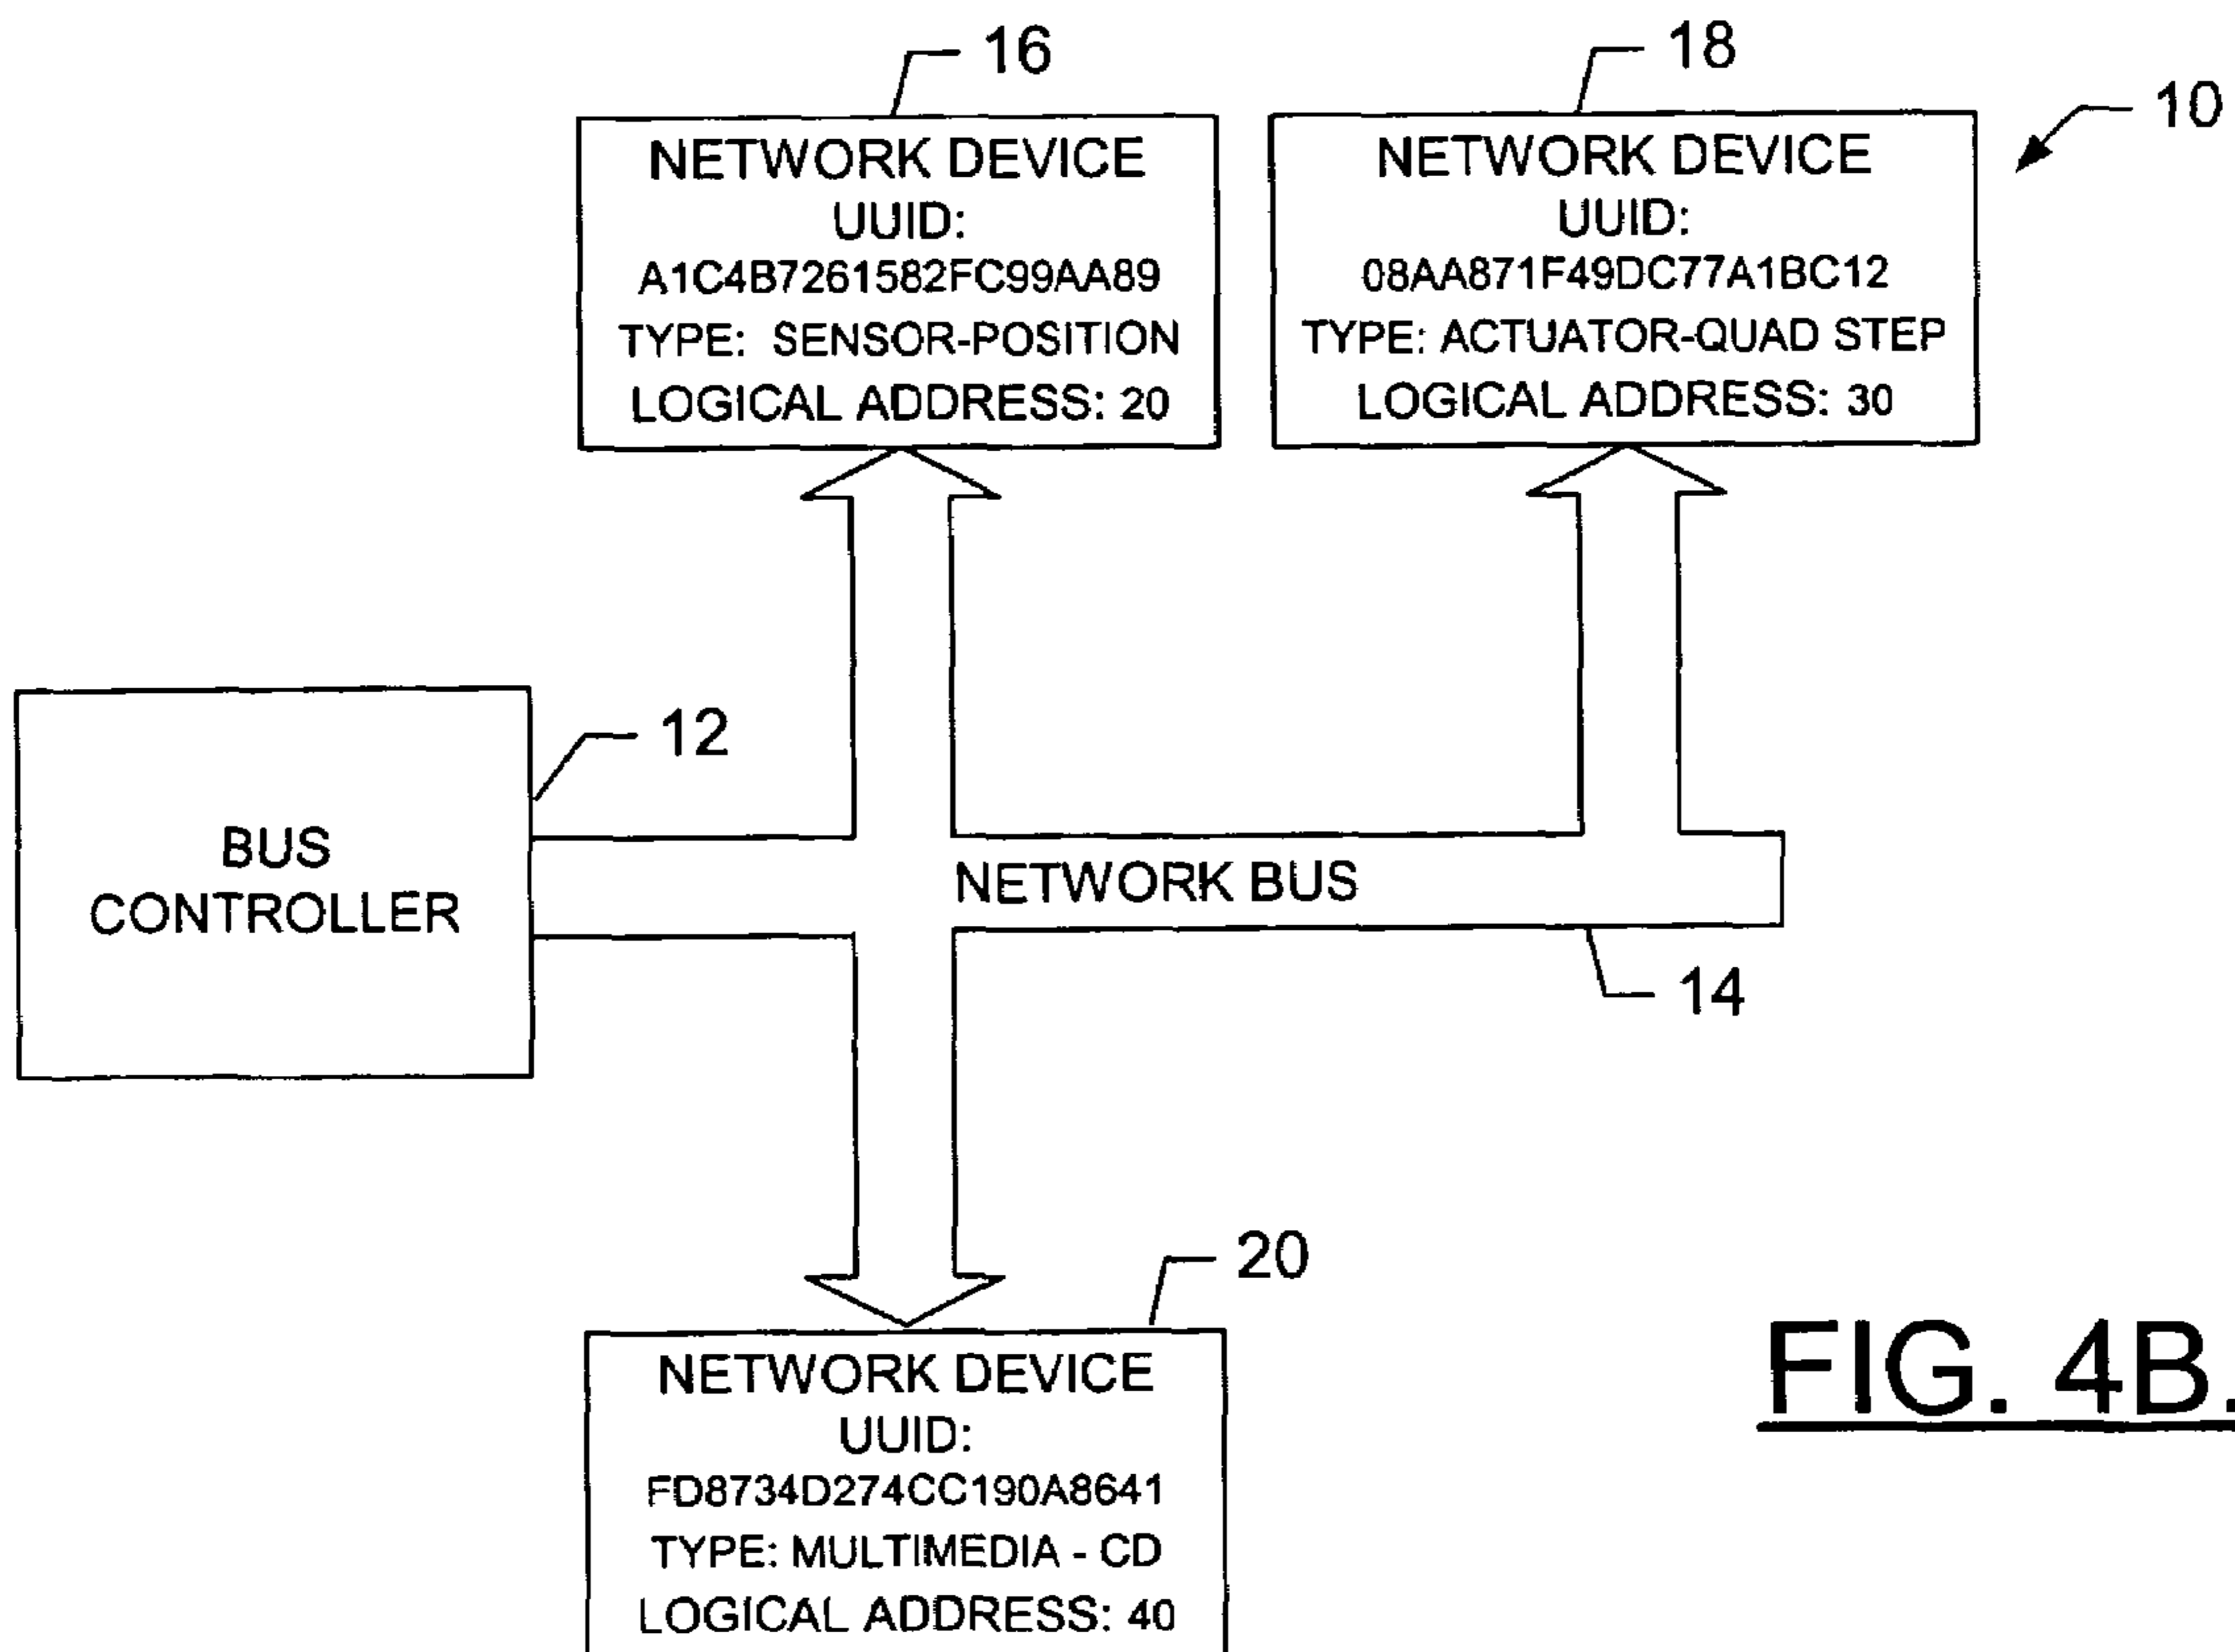 16
18
10
NETWORK DEVICE
UUID:
A1C4B7261582FC99AA89
TYPE: SENSOR-POSITION
LOGICAL ADDRESS: 20
NETWORK DEVICE
UUID:
08AA871F49DC77A1BC12
TYPE: ACTUATOR-QUAD STEP
LOGICAL ADDRESS: 30
12
BUS
CONTROLLER
NETWORK BUS
14
20
NETWORK DEVICE
UUID:
FD8734D274CC190A8641
TYPE: MULTIMEDIA - CD
LOGICAL ADDRESS: 40
FIG. 4B.